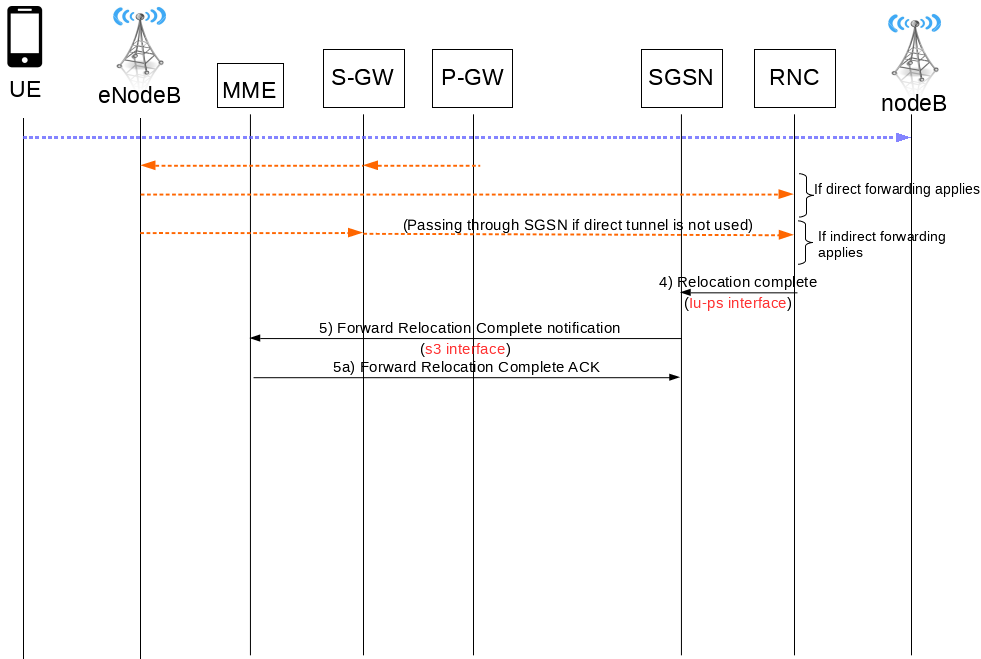 UE
eNodeB
MME
S-GW
P-GW
SGSN
RNC
nodeB
If direct forwarding applies
(Passing through SGSN if direct tunnel is not used)
If indirect forwarding
applies
4) Relocation complete
(Iu-ps interface)
5) Forward Relocation Complete notification
(s3 interface)
5a) Forward Relocation Complete ACK